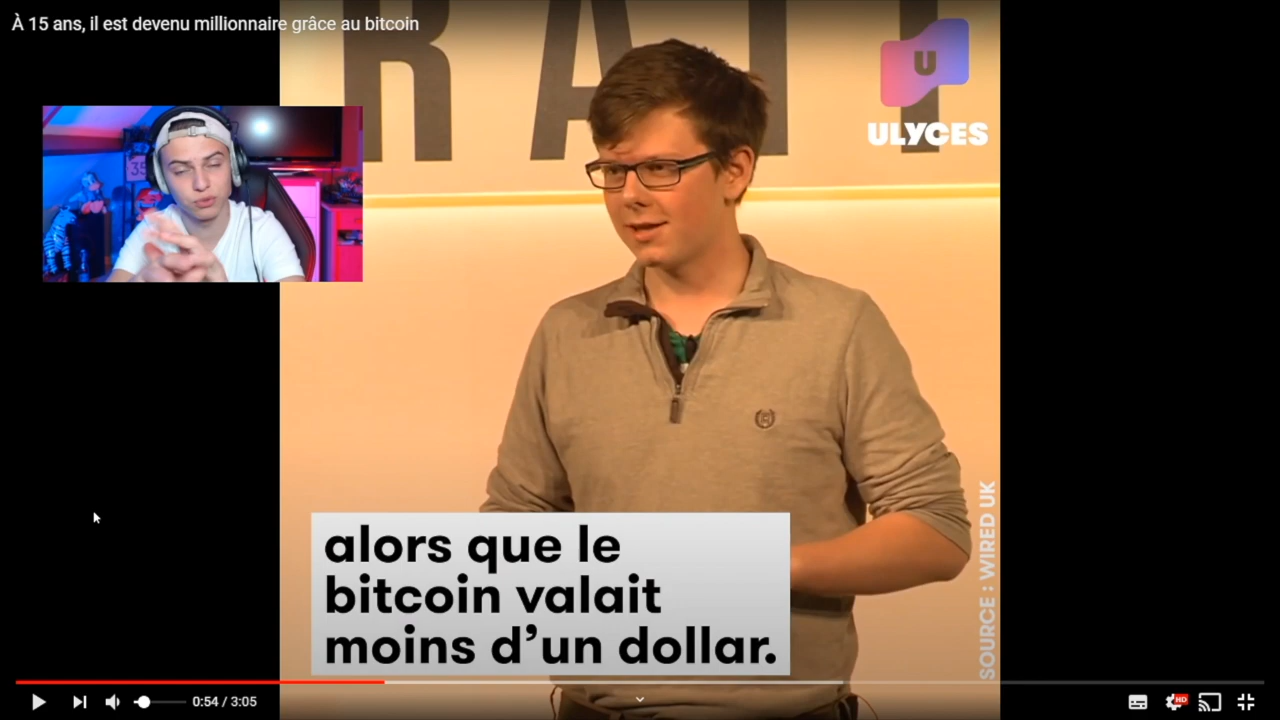 À 15 ans, il est devenu millionnaire grâce au bitcoin
RATI
U
ULYCES
35
alors que le
bitcoin valait
moins d’un dollar.
SOURCE : WIRED UK
0:54 / 3:05
HD